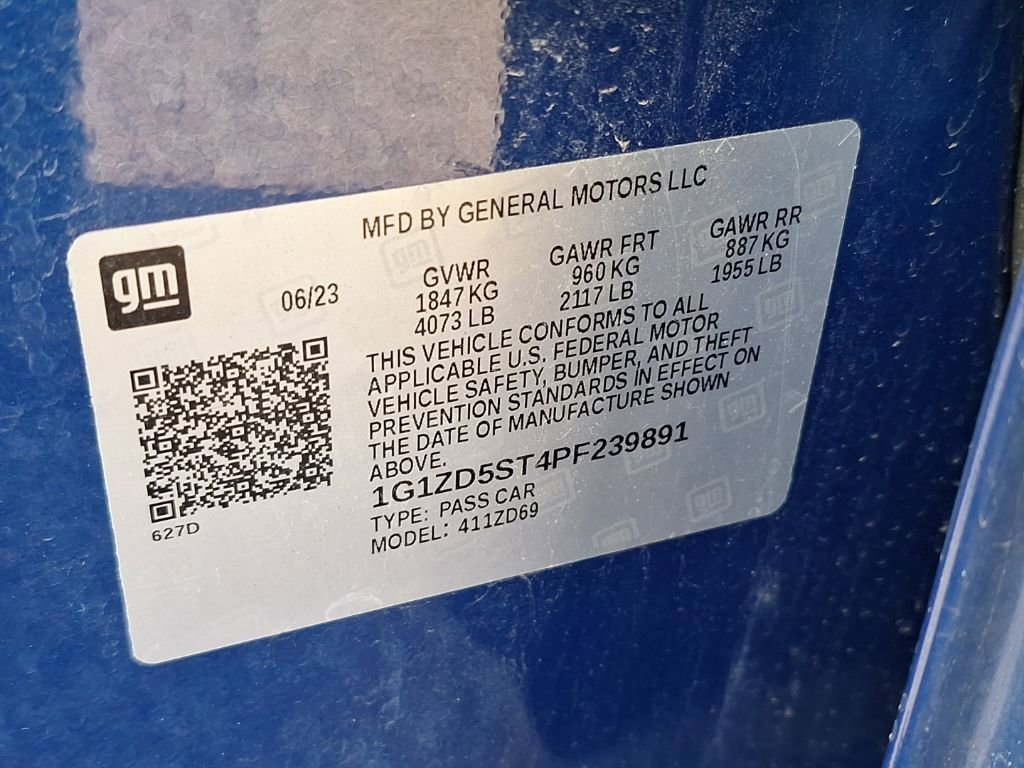 MFD BY GENERAL MOTORS LLC
gm
06/23
GVWR
1847 KG
4073 LB
GAWR FRT
960 KG
2117 LB
GAWR RR
887 KG
1955 LB
THIS VEHICLE CONFORMS TO ALL
APPLICABLE U.S. FEDERAL MOTOR
VEHICLE SAFETY, BUMPER, AND THEFT
PREVENTION STANDARDS IN EFFECT ON
THE DATE OF MANUFACTURE SHOWN
ABOVE.
1G1ZD5ST4PF239891
TYPE: PASS CAR
MODEL: 411ZD69
627D